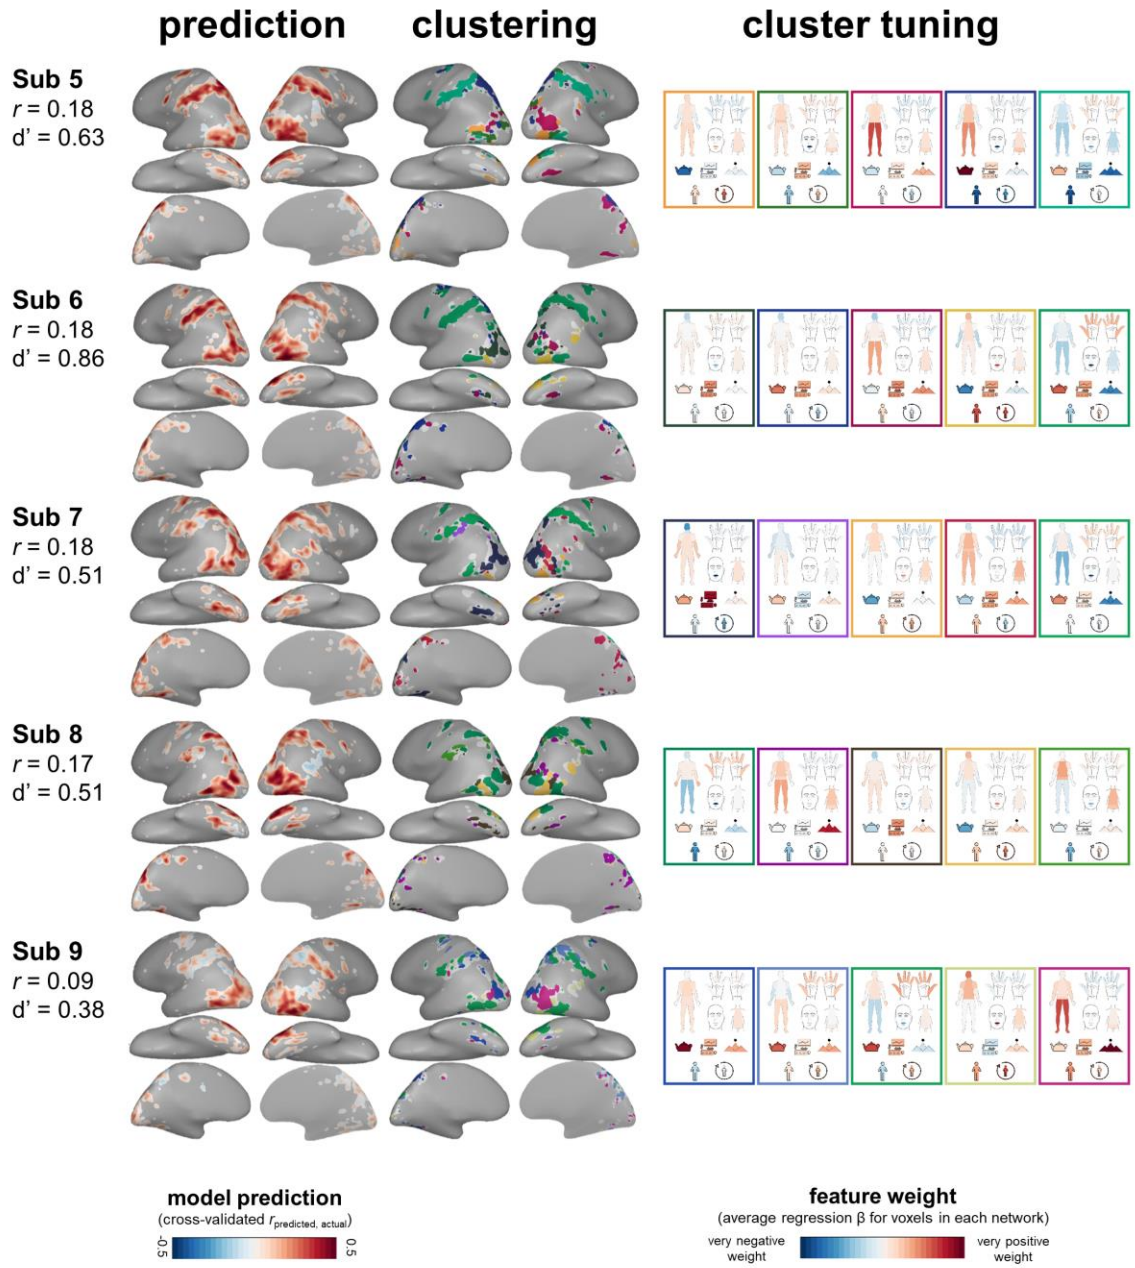 prediction clustering cluster tuning
Sub 5
r = 0.18
d' = 0.63
Sub 6
r = 0.18
d' = 0.86
Sub 7
r = 0.18
d' = 0.51
Sub 8
r = 0.17
d' = 0.51
Sub 9
r = 0.09
d' = 0.38
model prediction
(cross-validated r predicted, actual)
-0.5 0.5
feature weight
(average regression β for voxels in each network)
very negative weight
very positive weight